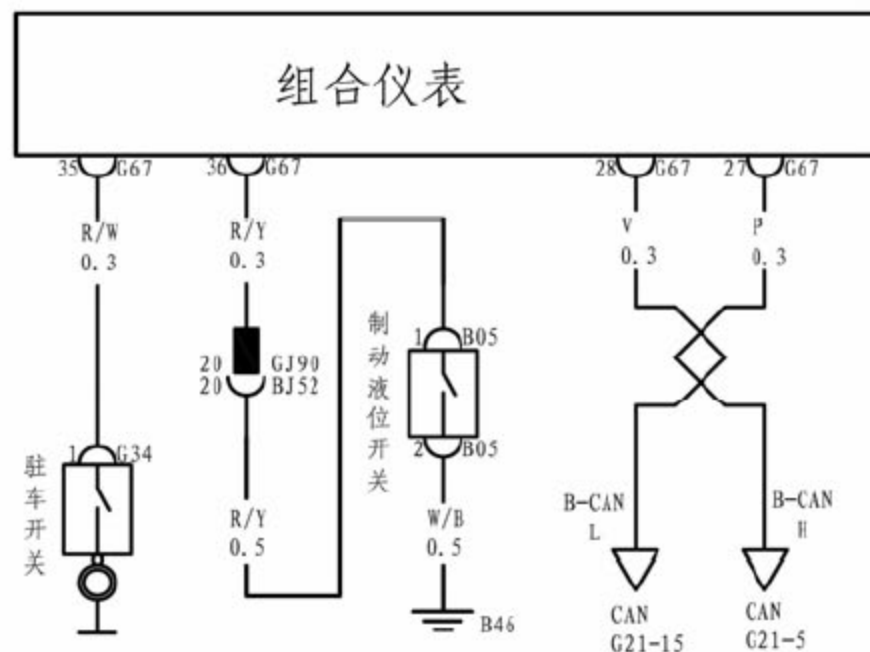 组合仪表
35 G67
36 G67
28 G67
27 G67
R/W
0.3
R/Y
0.3
V
0.3
P
0.3
制动液位开关
1 B05
20 GJ90
20 BJ52
2 B05
驻车开关
1 G34
R/Y
0.5
W/B
0.5
B-CAN
L
B-CAN
H
B46
CAN
G21-15
CAN
G21-5